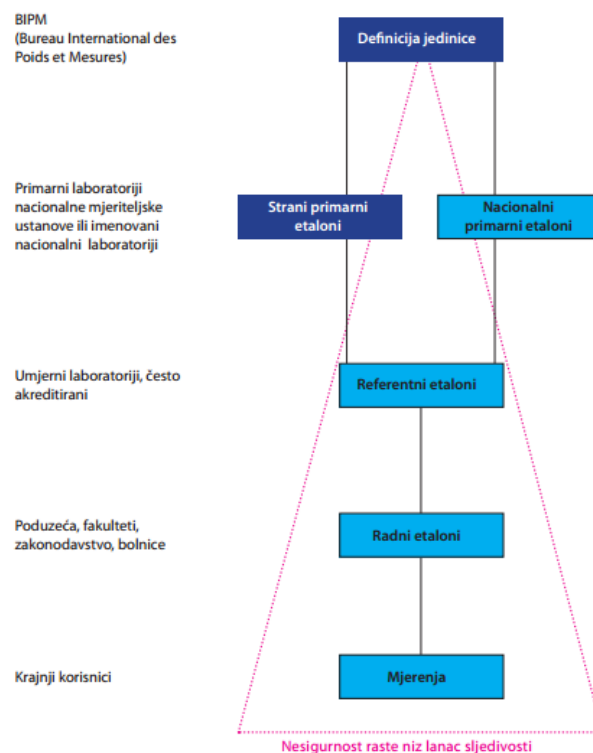 BIPM
(Bureau International des
Poids et Mesures)
Definicija jedinice
Primarni laboratoriji
nacionalne mjeriteljske
ustanove ili imenovani
nacionalni laboratoriji
Strani primarni
etaloni
Nacionalni
primarni etaloni
Umjerni laboratoriji, često
akreditirani
Referentni etaloni
Poduzeća, fakulteti,
zakonodavstvo, bolnice
Radni etaloni
Krajnji korisnici
Mjerenja
Nesigurnost raste niz lanac sljedivosti